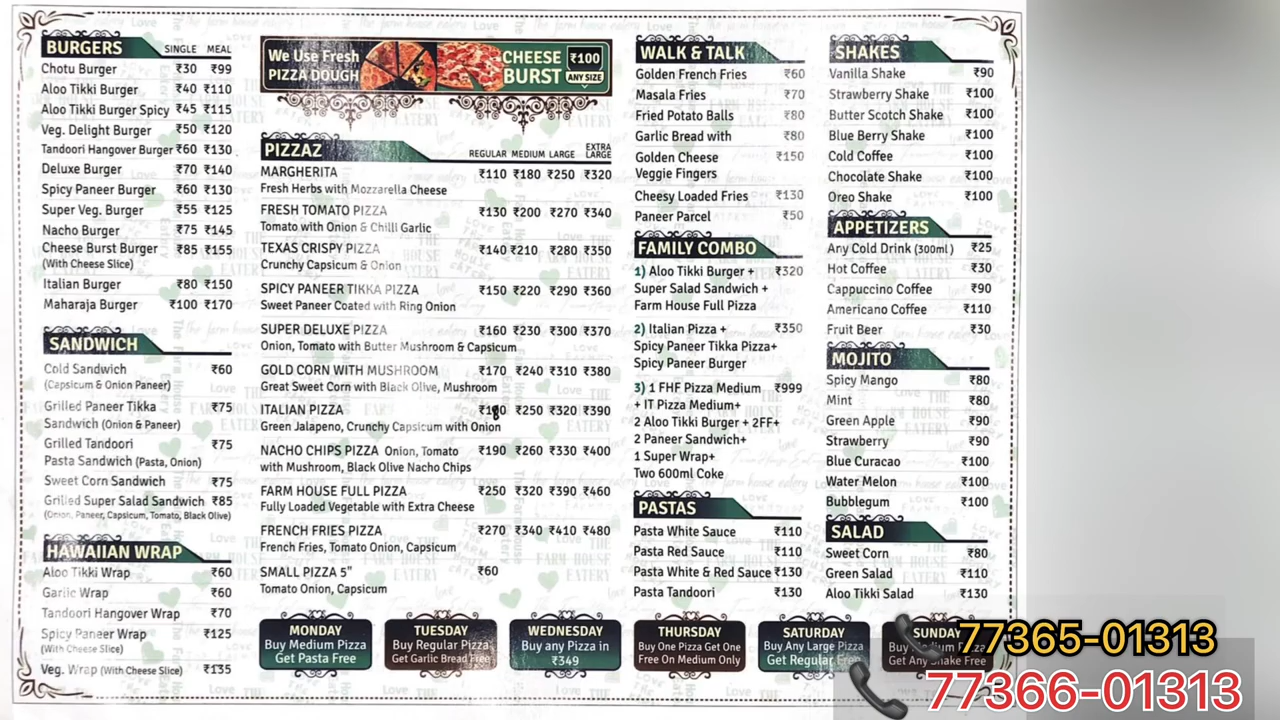 BURGERS SINGLE MEAL
Chotu Burger ₹30 ₹99
Aloo Tikki Burger ₹40 ₹110
Aloo Tikki Burger Spicy ₹45 ₹115
Veg. Delight Burger ₹50 ₹120
Tandoori Hangover Burger ₹60 ₹130
Deluxe Burger ₹70 ₹140
Spicy Paneer Burger ₹60 ₹130
Super Veg. Burger ₹55 ₹125
Nacho Burger ₹75 ₹145
Cheese Burst Burger ₹85 ₹155
(With Cheese Slice)
Italian Burger ₹80 ₹150
Maharaja Burger ₹100 ₹170
SANDWICH
Cold Sandwich ₹60
(Capsicum & Onion Paneer)
Grilled Paneer Tikka ₹75
Sandwich (Onion & Paneer)
Grilled Tandoori ₹75
Pasta Sandwich (Pasta, Onion)
Sweet Corn Sandwich ₹75
Grilled Super Salad Sandwich ₹85
(Onion, Paneer, Capsicum, Tomato, Black Olive)
HAWAIIAN WRAP
Aloo Tikki Wrap ₹60
Garlic Wrap ₹60
Tandoori Hangover Wrap ₹70
Spicy Paneer Wrap ₹125
(With Cheese Slice)
Veg. Wrap (With Cheese Slice) ₹135
We Use Fresh
PIZZA DOUGH
CHEESE
BURST
₹100
ANY SIZE
PIZZAZ REGULAR MEDIUM LARGE EXTRA LARGE
MARGHERITA ₹110 ₹180 ₹250 ₹320
Fresh Herbs with Mozzarella Cheese
FRESH TOMATO PIZZA ₹130 ₹200 ₹270 ₹340
Tomato with Onion & Chilli Garlic
TEXAS CRISPY PIZZA ₹140 ₹210 ₹280 ₹350
Crunchy Capsicum & Onion
SPICY PANEER TIKKA PIZZA ₹150 ₹220 ₹290 ₹360
Sweet Paneer Coated with Ring Onion
SUPER DELUXE PIZZA ₹160 ₹230 ₹300 ₹370
Onion, Tomato with Butter Mushroom & Capsicum
GOLD CORN WITH MUSHROOM ₹170 ₹240 ₹310 ₹380
Great Sweet Corn with Black Olive, Mushroom
ITALIAN PIZZA ₹180 ₹250 ₹320 ₹390
Green Jalapeno, Crunchy Capsicum with Onion
NACHO CHIPS PIZZA Onion, Tomato ₹190 ₹260 ₹330 ₹400
with Mushroom, Black Olive Nacho Chips
FARM HOUSE FULL PIZZA ₹250 ₹320 ₹390 ₹460
Fully Loaded Vegetable with Extra Cheese
FRENCH FRIES PIZZA ₹270 ₹340 ₹410 ₹480
French Fries, Tomato Onion, Capsicum
SMALL PIZZA 5" ₹60
Tomato Onion, Capsicum
WALK & TALK
Golden French Fries ₹60
Masala Fries ₹70
Fried Potato Balls ₹80
Garlic Bread with ₹80
Golden Cheese ₹150
Veggie Fingers
Cheesy Loaded Fries ₹130
Paneer Parcel ₹50
FAMILY COMBO
1) Aloo Tikki Burger + ₹320
Super Salad Sandwich +
Farm House Full Pizza
2) Italian Pizza + ₹350
Spicy Paneer Tikka Pizza+
Spicy Paneer Burger
3) 1 FHF Pizza Medium ₹999
+ IT Pizza Medium+
2 Aloo Tikki Burger + 2FF+
2 Paneer Sandwich+
1 Super Wrap+
Two 600ml Coke
PASTAS
Pasta White Sauce ₹110
Pasta Red Sauce ₹110
Pasta White & Red Sauce ₹130
Pasta Tandoori ₹130
SHAKES
Vanilla Shake ₹90
Strawberry Shake ₹100
Butter Scotch Shake ₹100
Blue Berry Shake ₹100
Cold Coffee ₹100
Chocolate Shake ₹100
Oreo Shake ₹100
APPETIZERS
Any Cold Drink (300ml.) ₹25
Hot Coffee ₹30
Cappuccino Coffee ₹90
Americano Coffee ₹110
Fruit Beer ₹30
MOJITO
Spicy Mango ₹80
Mint ₹80
Green Apple ₹90
Strawberry ₹90
Blue Curacao ₹100
Water Melon ₹100
Bubblegum ₹100
SALAD
Sweet Corn ₹80
Green Salad ₹110
Aloo Tikki Salad ₹130
MONDAY
Buy Medium Pizza
Get Pasta Free
TUESDAY
Buy Regular Pizza
Get Garlic Bread Free
WEDNESDAY
Buy any Pizza in
₹349
THURSDAY
Buy One Pizza Get One
Free On Medium Only
SATURDAY
Buy Any Large Pizza
Get Regular Free
SUNDAY
Buy Medium Pizza
Get Any Shake Free
77365-01313
77366-01313